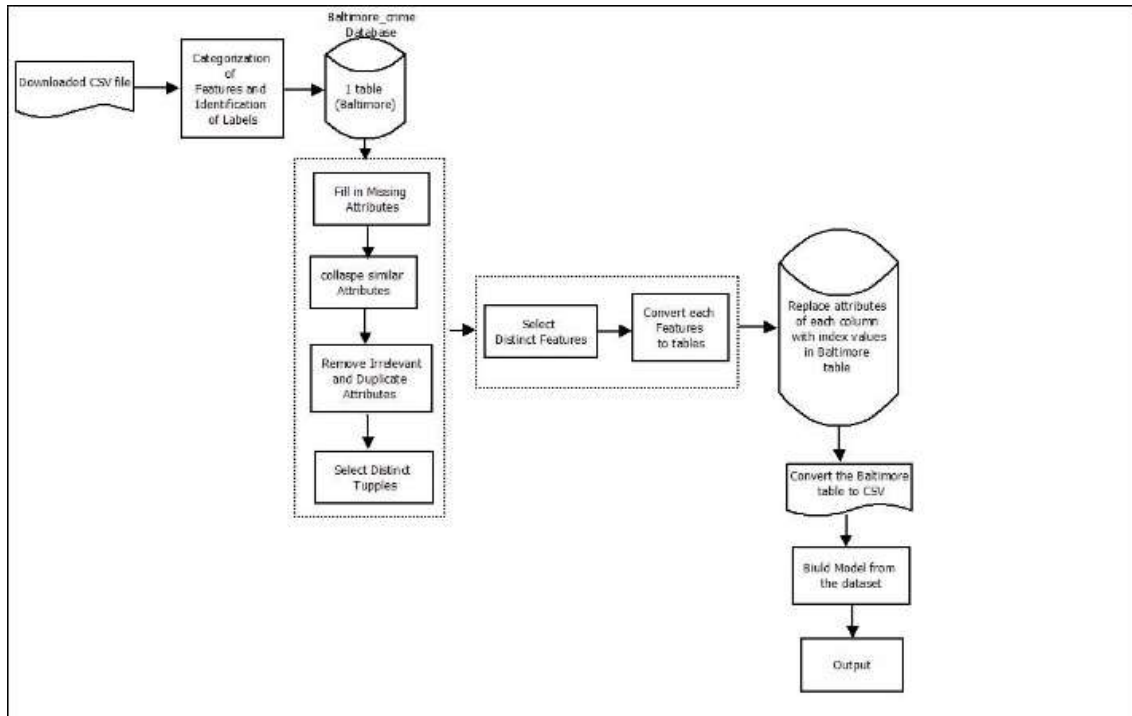 Baltimore_crime
Database
Downloaded CSV file
Categorization
of
Features and
Identification
of Labels
1 table
(Baltimore)
Fill in Missing
Attributes
collaspe similar
Attributes
Remove Irrelevant
and Duplicate
Attributes
Select Distinct
Tupples
Select
Distinct Features
Convert each
Features
to tables
Replace attributes
of each column
with index values
in Baltimore
table
Convert the Baltimore
table to CSV
Biuld Model from
the dataset
Output